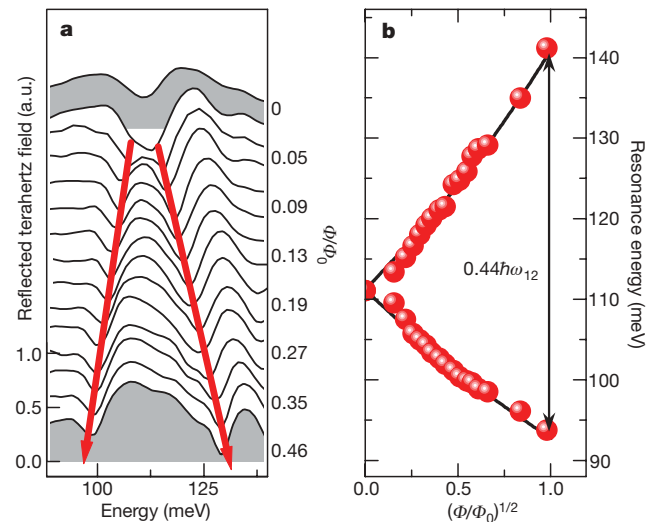 a
Reflected terahertz field (a.u.)
1.0
0.5
0.0
100
125
Energy (meV)
0
0.05
0.09
0.13
0.19
0.27
0.35
0.46
Φ/Φ0
b
0.44ħω12
140
130
120
110
100
90
Resonance energy (meV)
0.0
0.5
1.0
(Φ/Φ0)1/2